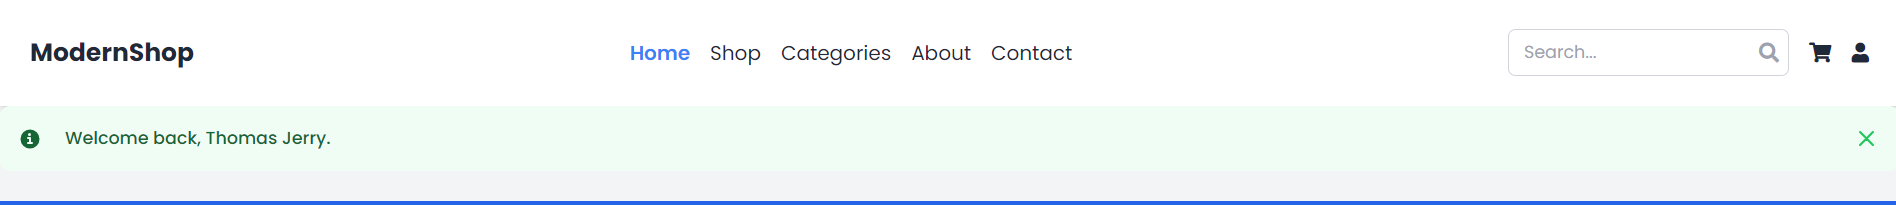 ModernShop
Home Shop Categories About Contact
Search...
Welcome back, Thomas Jerry.